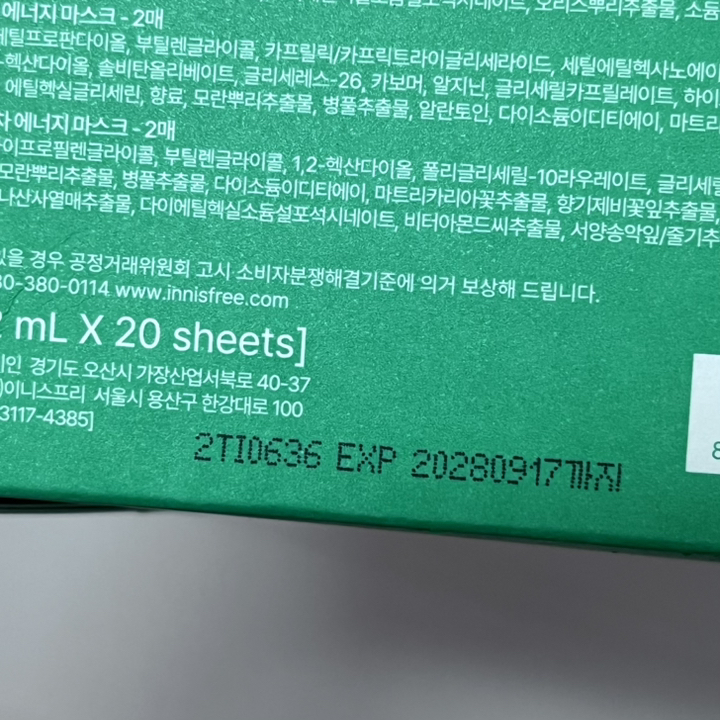 추출물, 소듐
에너지 마스크 - 2매
세틸프로판다이올, 부틸렌글라이콜, 카프릴릭/카프릭트라이글리세라이드, 세틸에틸헥사노에이
-헥산다이올, 솔비탄올리베이트, 글리세레스-26, 카보머, 알지닌, 글리세릴카프릴레이트, 하이
에틸헥실글리세린, 향료, 모란뿌리추출물, 병풀추출물, 알란토인, 다이소듐이디티에이, 마트리
차 에너지 마스크 - 2매
이프로필렌글라이콜, 부틸렌글라이콜, 1,2-헥산다이올, 폴리글리세릴-10라우레이트, 글리세린
모란뿌리추출물, 병풀추출물, 다이소듐이디티에이, 마트리카리아꽃추출물, 향기제비꽃잎추출물,
나산사열매추출물, 다이에틸헥실소듐설포석시네이트, 비터아몬드씨추출물, 서양송악잎/줄기추
있을 경우 공정거래위원회 고시 소비자분쟁해결기준에 의거 보상해 드립니다.
80-380-0114 www.innisfree.com
2 mL X 20 sheets]
경기도 오산시 가장산업서북로 40-37
)이니스프리 서울시 용산구 한강대로 100
3117-4385]
2TI0636 EXP 20280917까지
8